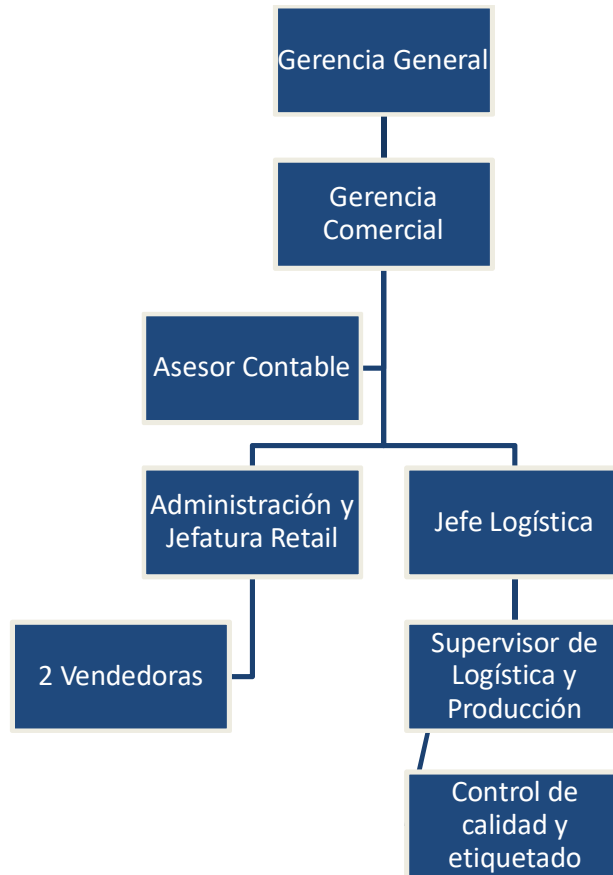 Gerencia General
Gerencia
Comercial
Asesor Contable
Administración y
Jefatura Retail
Jefe Logística
2 Vendedoras
Supervisor de
Logística y
Producción
Control de
calidad y
etiquetado